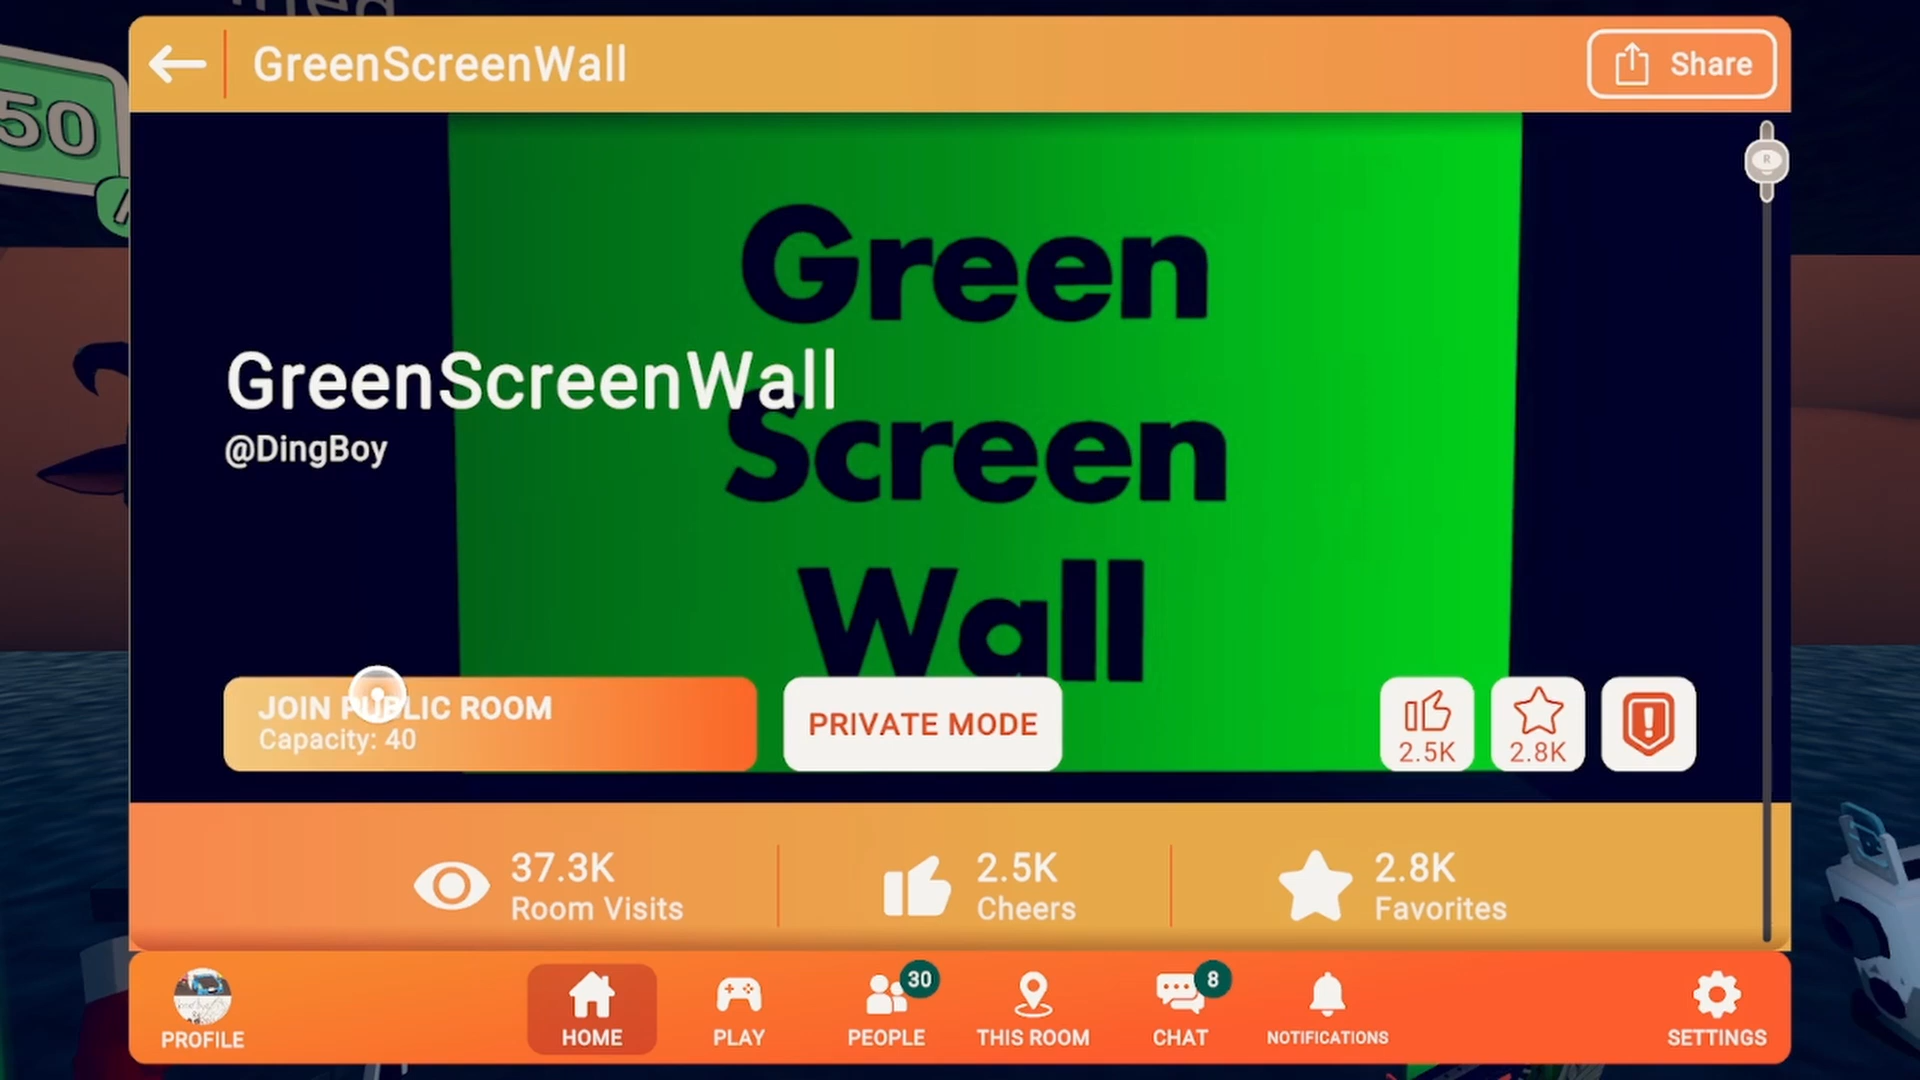 GreenScreenWall
Share
50
Green
Screen
Wall
GreenScreenWall
@DingBoy
JOIN PUBLIC ROOM
Capacity: 40
PRIVATE MODE
2.5K
2.8K
37.3K
Room Visits
2.5K
Cheers
2.8K
Favorites
PROFILE
HOME
PLAY
30
PEOPLE
THIS ROOM
8
CHAT
NOTIFICATIONS
SETTINGS
R